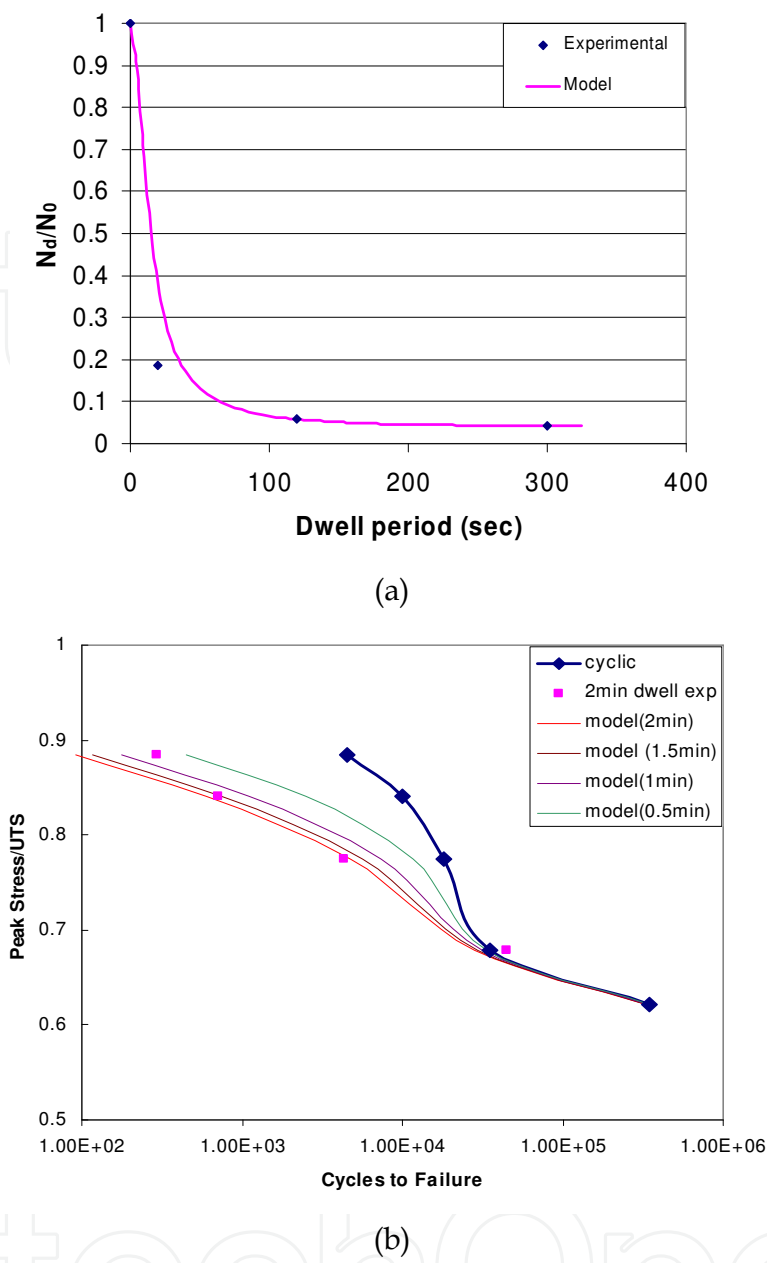 1
0.9
0.8
0.7
0.6
0.5
0.4
0.3
0.2
0.1
0
Nd/N0
Experimental
Model
0 100 200 300 400
Dwell period (sec)
(a)
1
0.9
0.8
0.7
0.6
0.5
Peak Stress/UTS
cyclic
2min dwell exp
model(2min)
model (1.5min)
model(1min)
model(0.5min)
1.00E+02 1.00E+03 1.00E+04 1.00E+05 1.00E+06
Cycles to Failure
(b)